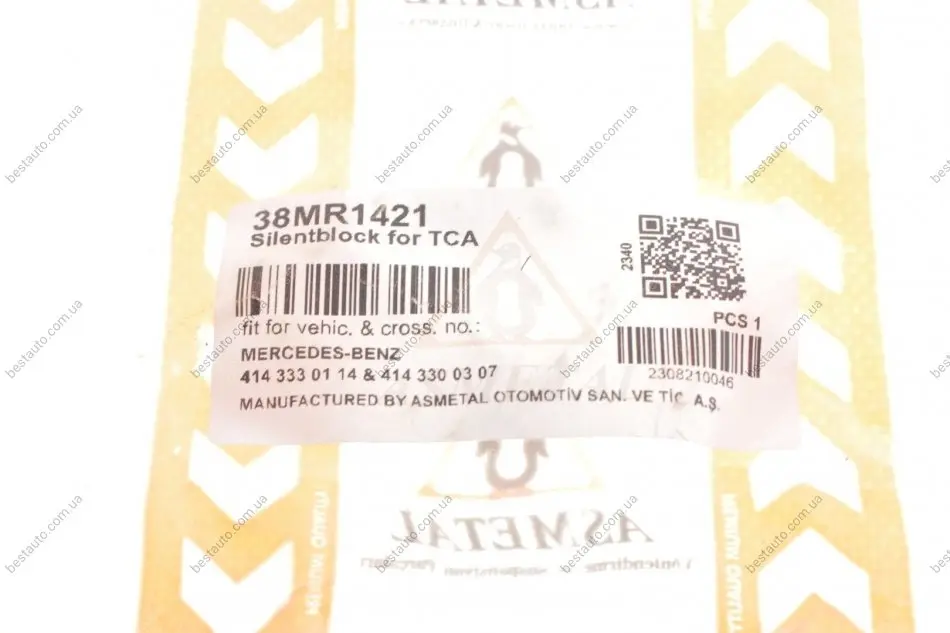 ASMETAL
38MR1421
Silentblock for TCA
2340
PCS 1
fit for vehic. & cross. no.:
MERCEDES-BENZ
414 333 01 14 & 414 330 03 07
2308210046
MANUFACTURED BY ASMETAL OTOMOTİV SAN. VE TİC. A.Ş.
ASMETAL
bestauto.com.ua